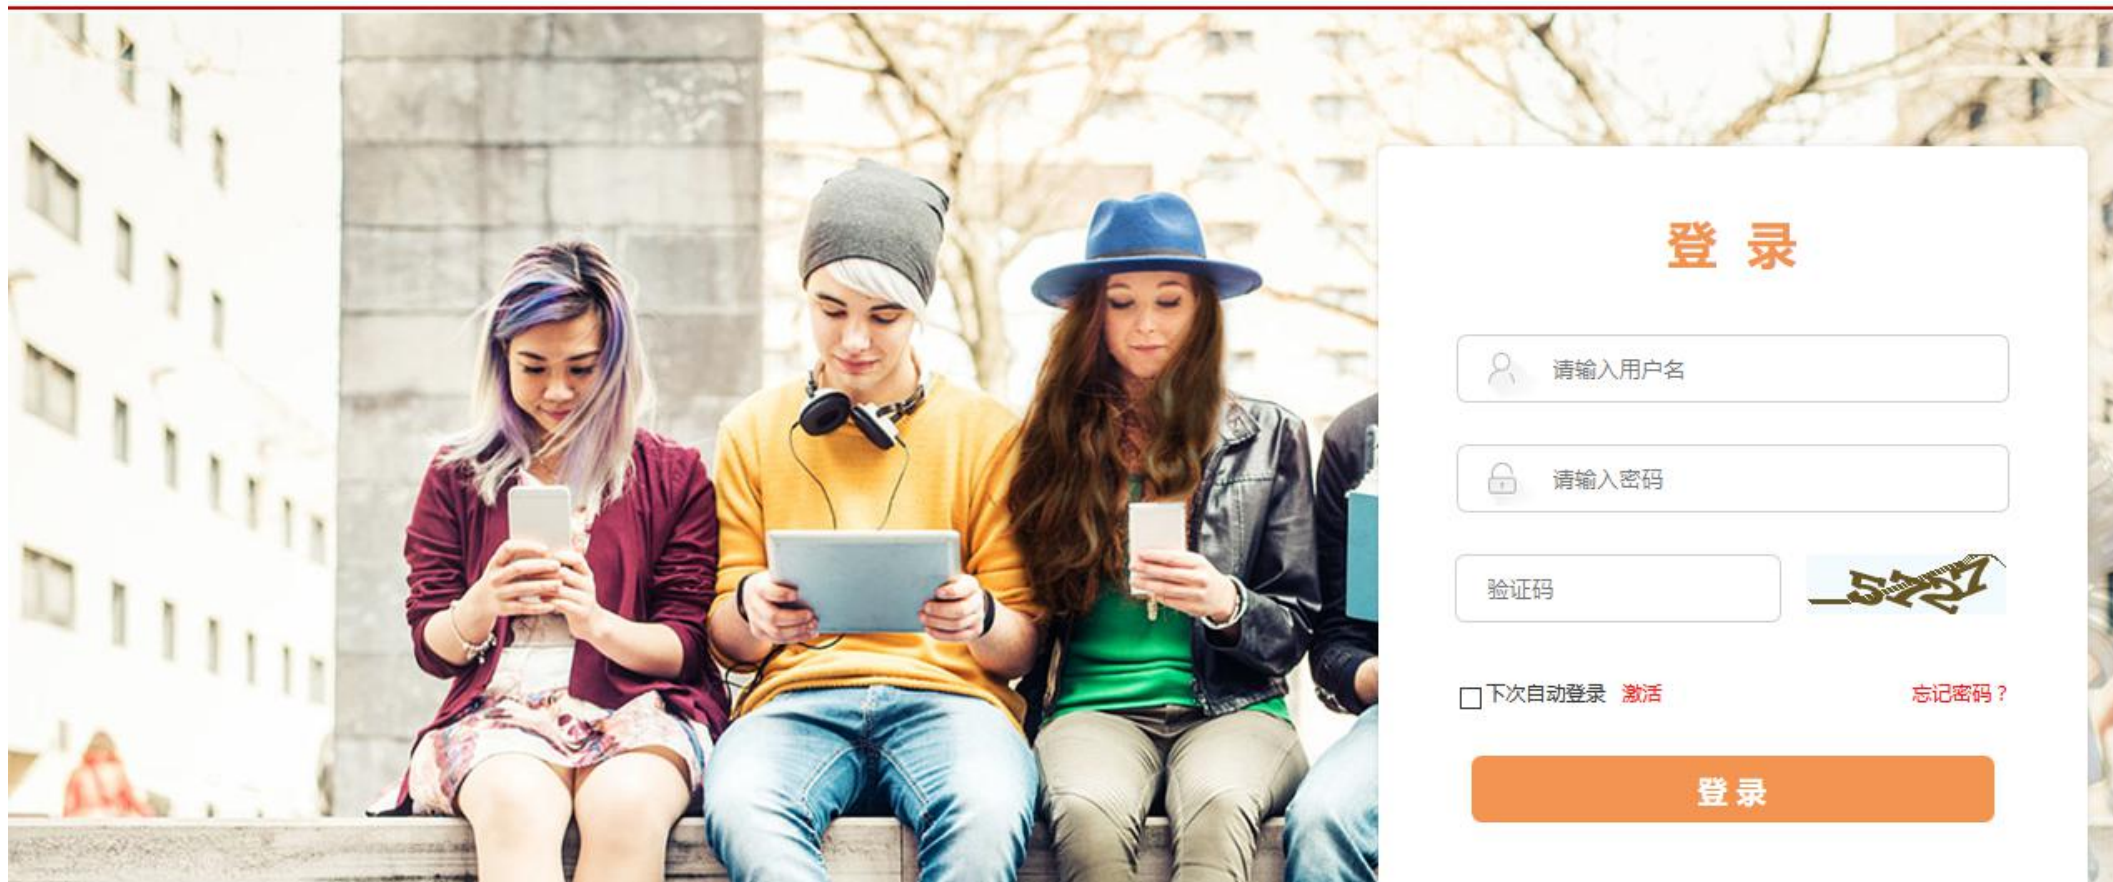 登 录
请输入用户名
请输入密码
验证码
下次自动登录 激活 忘记密码？
登 录